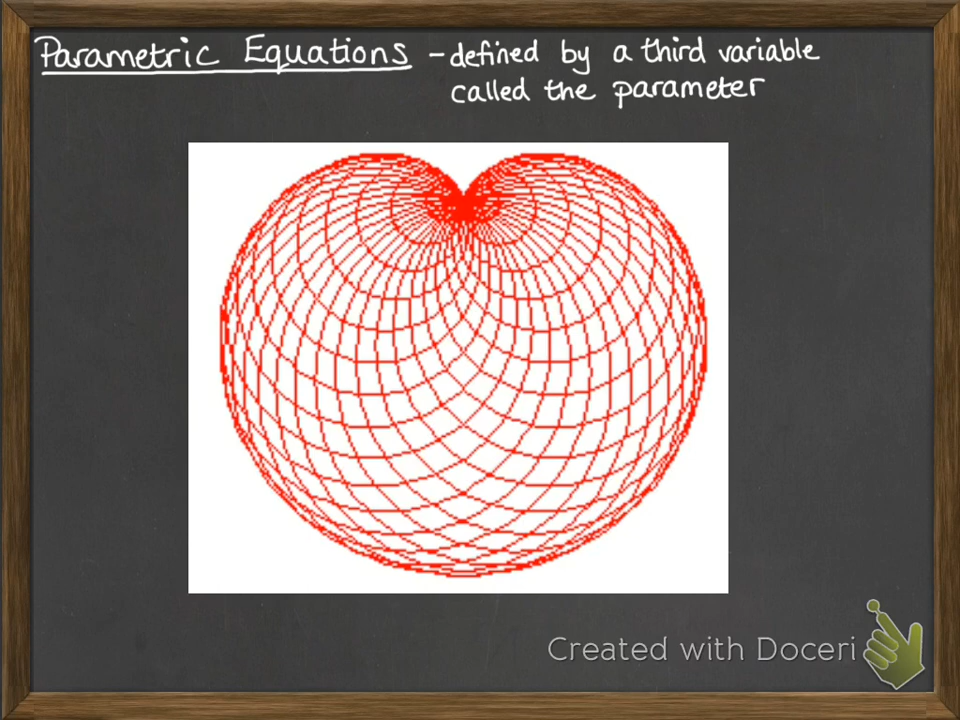 Parametric Equations - defined by a third variable
called the parameter
Created with Doceri